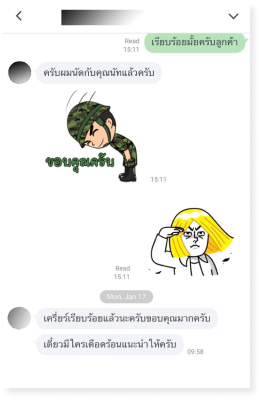 Read
15:11
เรียบร้อยมั้ยครับลูกค้า
ครับผมนัดกับคุณนัทแล้วครับ
ขอบคุณครับ
15:11
Read
15:11
Mon, Jan 17
เครี่ยร์เรียบร้อยแล้วนะครับขอบคุณมากครับ
เดี๋ยวมีใครเดือดร้อนแนะนำให้ครับ
09:58